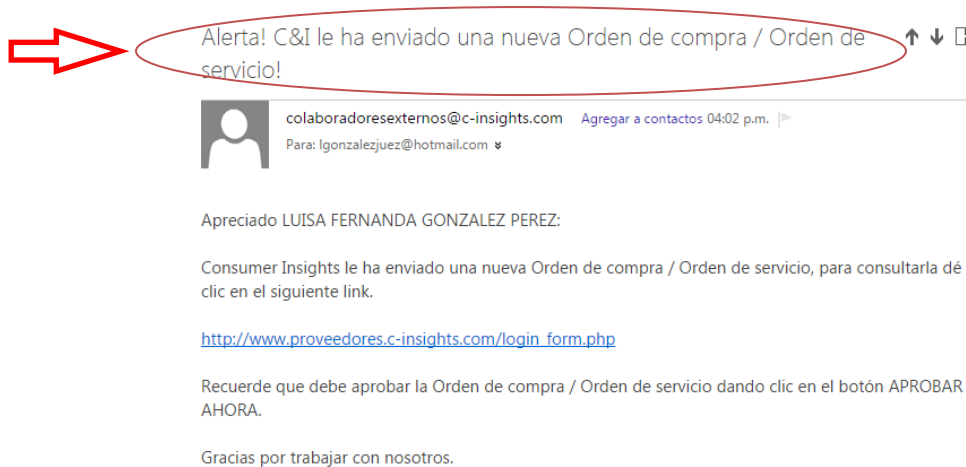 Alerta! C&I le ha enviado una nueva Orden de compra / Orden de
servicio!
colaboradoresexternos@c-insights.com Agregar a contactos 04:02 p.m.
Para: lgonzalezjuez@hotmail.com
Apreciado LUISA FERNANDA GONZALEZ PEREZ:
Consumer Insights le ha enviado una nueva Orden de compra / Orden de servicio, para consultarla dé
clic en el siguiente link.
http://www.proveedores.c-insights.com/login_form.php
Recuerde que debe aprobar la Orden de compra / Orden de servicio dando clic en el botón APROBAR
AHORA.
Gracias por trabajar con nosotros.